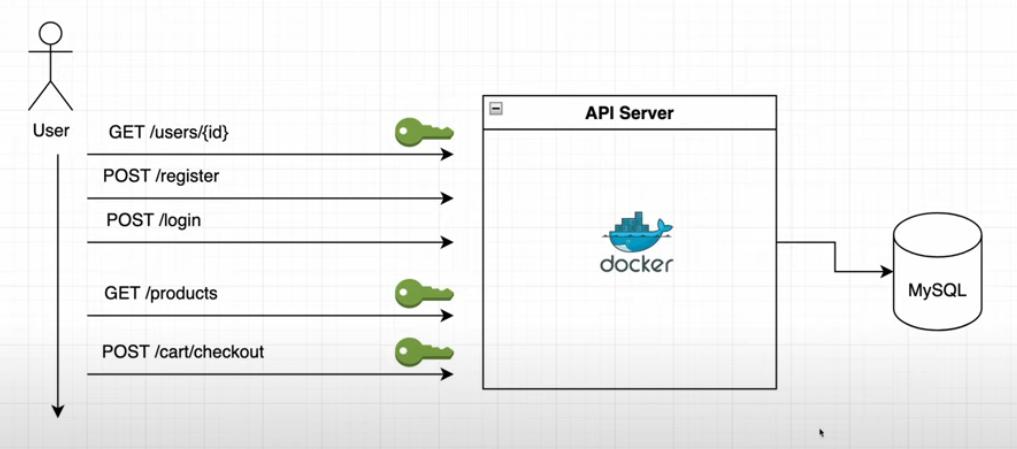 User
GET /users/{id}
POST /register
POST /login
GET /products
POST /cart/checkout
API Server
docker
MySQL